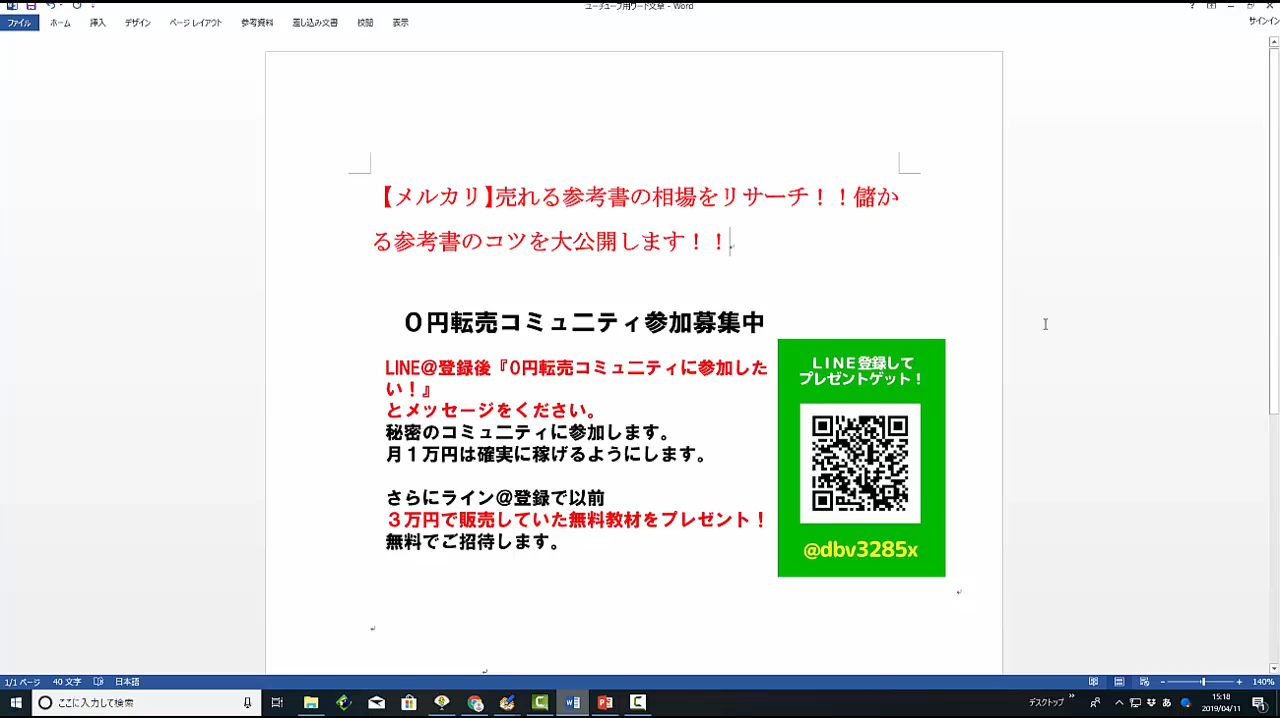 ユーチューブ用ワード文章 - Word
ファイル ホーム 挿入 デザイン ページ レイアウト 参考資料 差し込み文書 校閲 表示
サインイン
【メルカリ】売れる参考書の相場をリサーチ！！儲か
る参考書のコツを大公開します！！
０円転売コミュニティ参加募集中
LINE@登録後『0円転売コミュニティに参加した
い！』
とメッセージをください。
秘密のコミュニティに参加します。
月１万円は確実に稼げるようにします。
さらにライン@登録で以前
３万円で販売していた無料教材をプレゼント！
無料でご招待します。
ＬＩＮＥ登録して
プレゼントゲット！
@dbv3285x
1/1 ページ 40 文字 日本語
140%
ここに入力して検索
デスクトップ
あ
15:18
2019/04/11